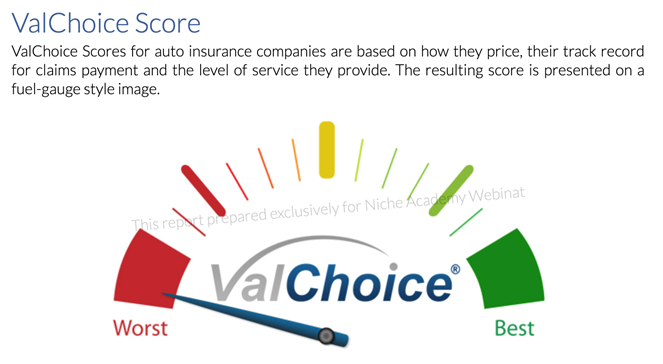 ValChoice Score
ValChoice Scores for auto insurance companies are based on how they price, their track record
for claims payment and the level of service they provide. The resulting score is presented on a
fuel-gauge style image.
This report prepared exclusively for Niche Academy Webinat
ValChoice®
Worst
Best